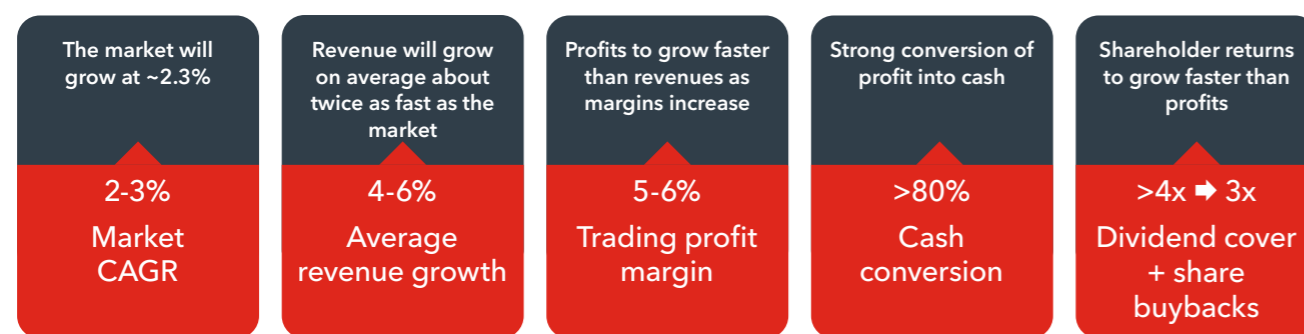 The market will
grow at ~2.3%
2-3%
Market
CAGR
Revenue will grow
on average about
twice as fast as the
market
4-6%
Average
revenue growth
Profits to grow faster
than revenues as
margins increase
5-6%
Trading profit
margin
Strong conversion of
profit into cash
>80%
Cash
conversion
Shareholder returns
to grow faster than
profits
>4x 🡆 3x
Dividend cover
+ share
buybacks